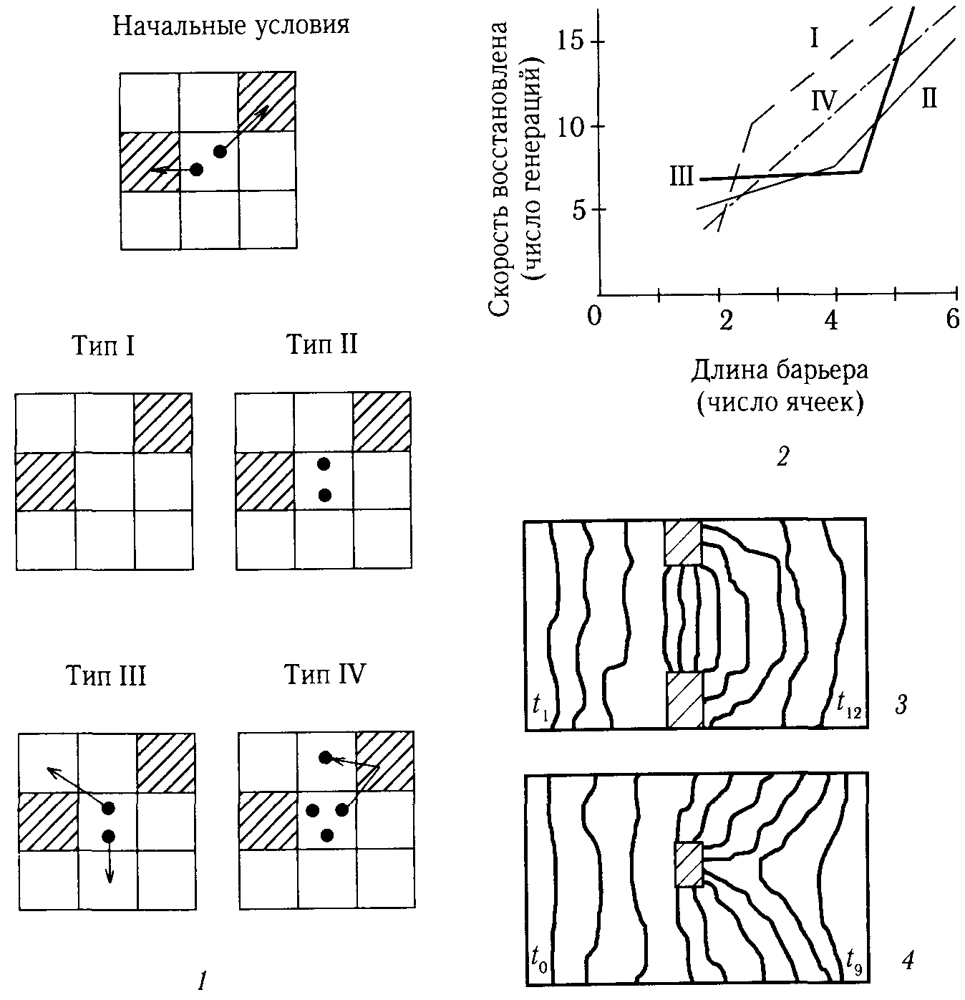 Начальные условия
Тип I
Тип II
Тип III
Тип IV
1
Скорость восстановлена
(число генераций)
15
10
5
0
2
4
6
I
IV
II
III
Длина барьера
(число ячеек)
2
t₁
t₁₂
3
t₀
t₉
4